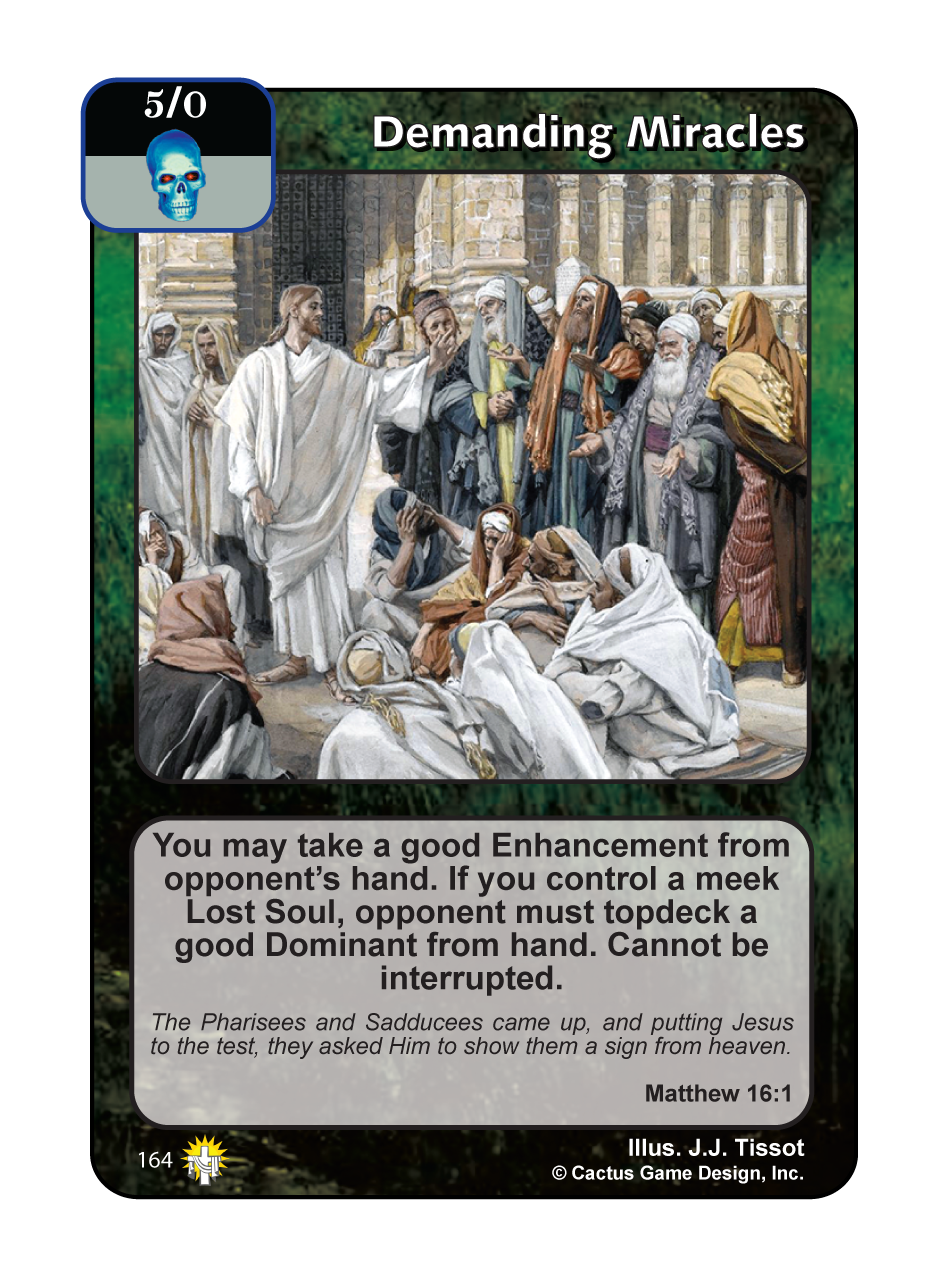 5/0
Demanding Miracles
You may take a good Enhancement from
opponent’s hand. If you control a meek
Lost Soul, opponent must topdeck a
good Dominant from hand. Cannot be
interrupted.
The Pharisees and Sadducees came up, and putting Jesus
to the test, they asked Him to show them a sign from heaven.
Matthew 16:1
164
Illus. J.J. Tissot
© Cactus Game Design, Inc.